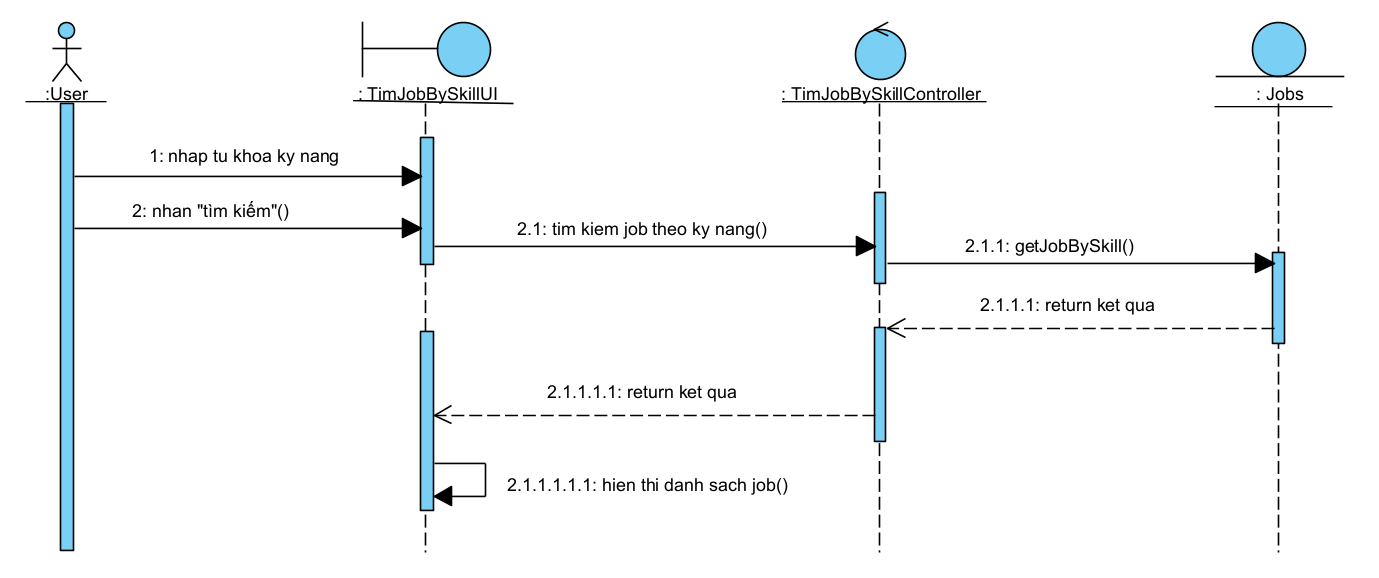 :User
: TimJobBySkillUI
: TimJobBySkillController
: Jobs
1: nhap tu khoa ky nang
2: nhan "tìm kiếm"()
2.1: tim kiem job theo ky nang()
2.1.1: getJobBySkill()
2.1.1.1: return ket qua
2.1.1.1.1: return ket qua
2.1.1.1.1.1: hien thi danh sach job()